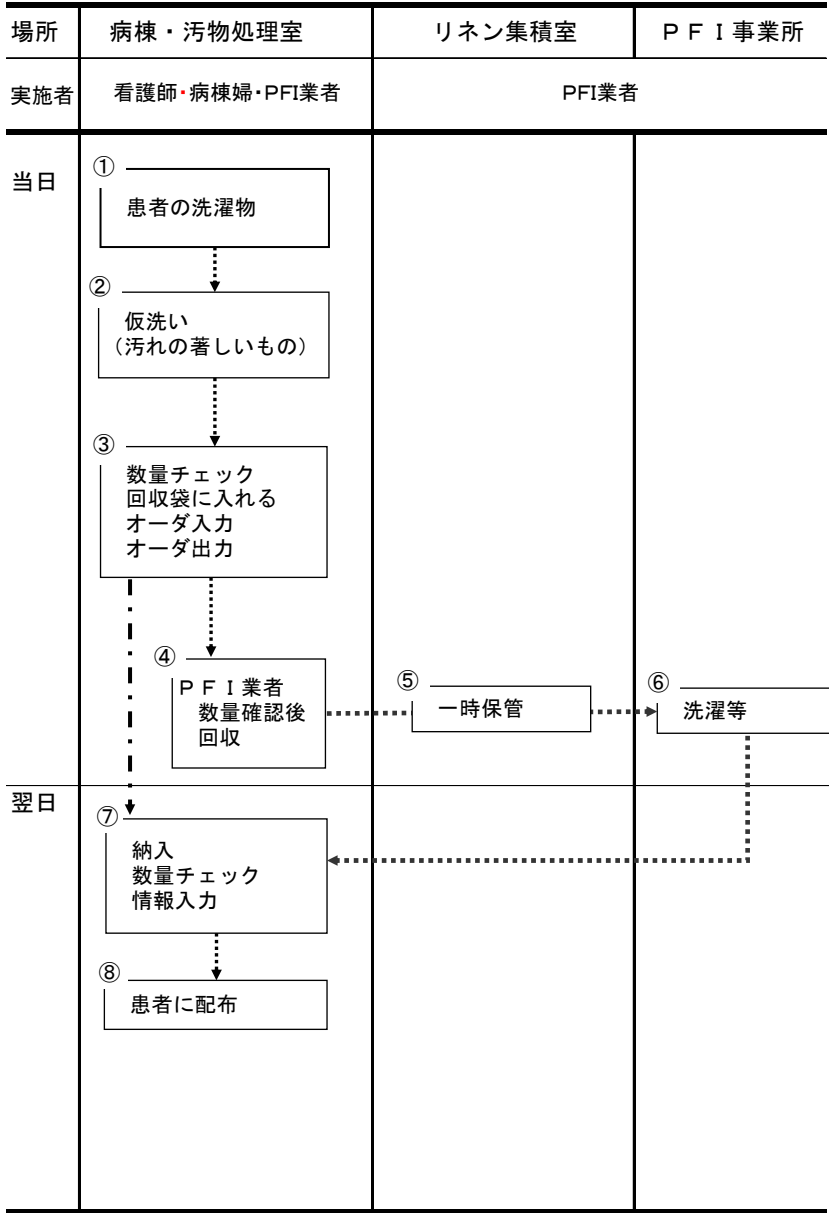 場所 病棟・汚物処理室 リネン集積室 ＰＦＩ事業所
実施者 看護師・病棟婦・PFI業者 PFI業者
当日
①
患者の洗濯物
②
仮洗い
（汚れの著しいもの）
③
数量チェック
回収袋に入れる
オーダ入力
オーダ出力
④
ＰＦＩ業者
数量確認後
回収
⑤
一時保管
⑥
洗濯等
翌日
⑦
納入
数量チェック
情報入力
⑧
患者に配布